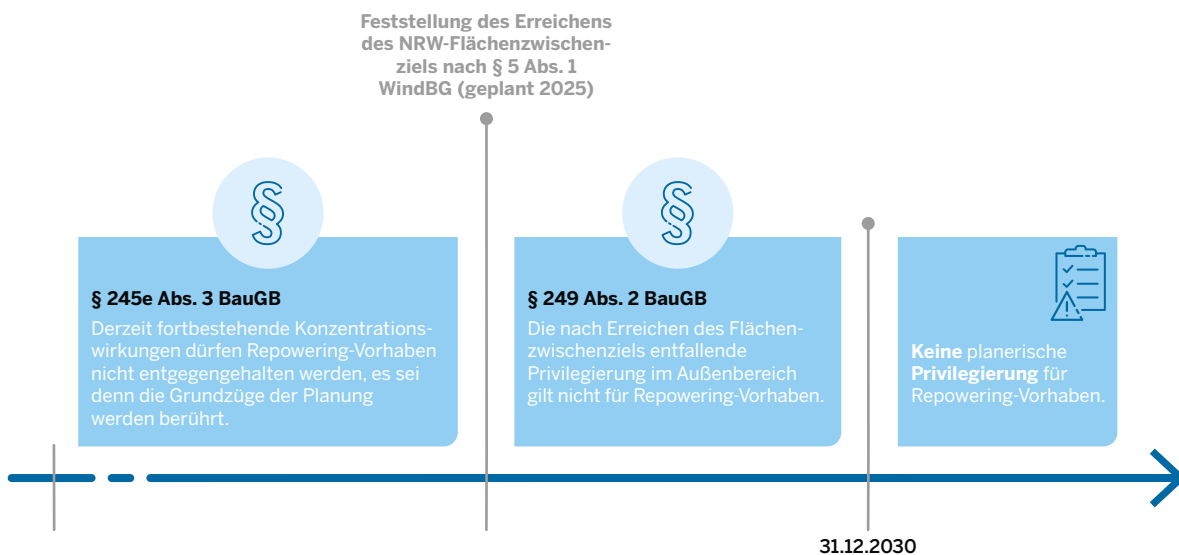 Feststellung des Erreichens
des NRW-Flächenzwischen-
ziels nach § 5 Abs. 1
WindBG (geplant 2025)
§
§ 245e Abs. 3 BauGB
Derzeit fortbestehende Konzentrations-
wirkungen dürfen Repowering-Vorhaben
nicht entgegengehalten werden, es sei
denn die Grundzüge der Planung
werden berührt.
§
§ 249 Abs. 2 BauGB
Die nach Erreichen des Flächen-
zwischenziels entfallende
Privilegierung im Außenbereich
gilt nicht für Repowering-Vorhaben.
Keine planerische
Privilegierung für
Repowering-Vorhaben.
31.12.2030